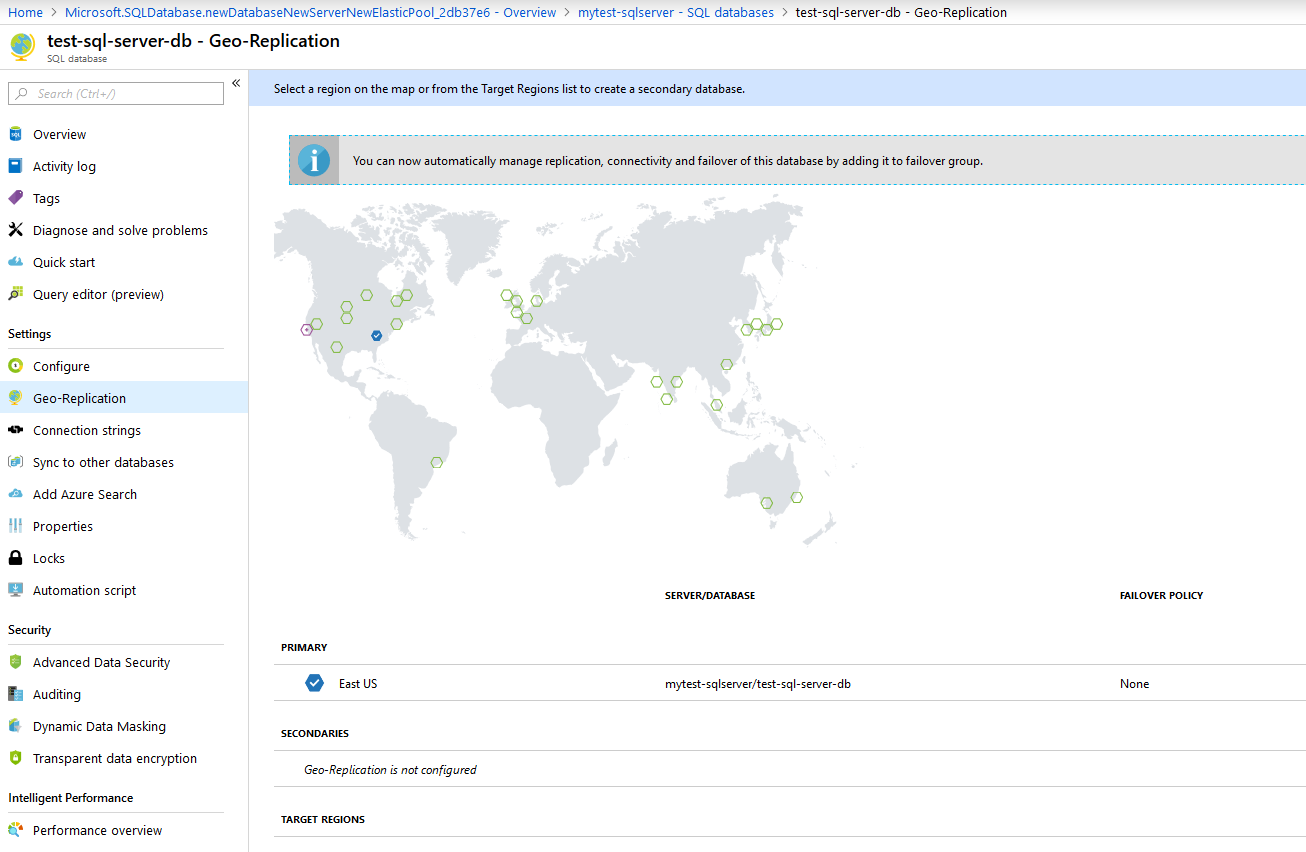 Home > Microsoft.SQLDatabase.newDatabaseNewServerNewElasticPool_2db37e6 - Overview > mytest-sqlserver - SQL databases > test-sql-server-db - Geo-Replication
test-sql-server-db - Geo-Replication
SQL database
Search (Ctrl+/)
«
Overview
Activity log
Tags
Diagnose and solve problems
Quick start
Query editor (preview)
Settings
Configure
Geo-Replication
Connection strings
Sync to other databases
Add Azure Search
Properties
Locks
Automation script
Security
Advanced Data Security
Auditing
Dynamic Data Masking
Transparent data encryption
Intelligent Performance
Performance overview
Select a region on the map or from the Target Regions list to create a secondary database.
You can now automatically manage replication, connectivity and failover of this database by adding it to failover group.
SERVER/DATABASE FAILOVER POLICY
PRIMARY
East US mytest-sqlserver/test-sql-server-db None
SECONDARIES
Geo-Replication is not configured
TARGET REGIONS